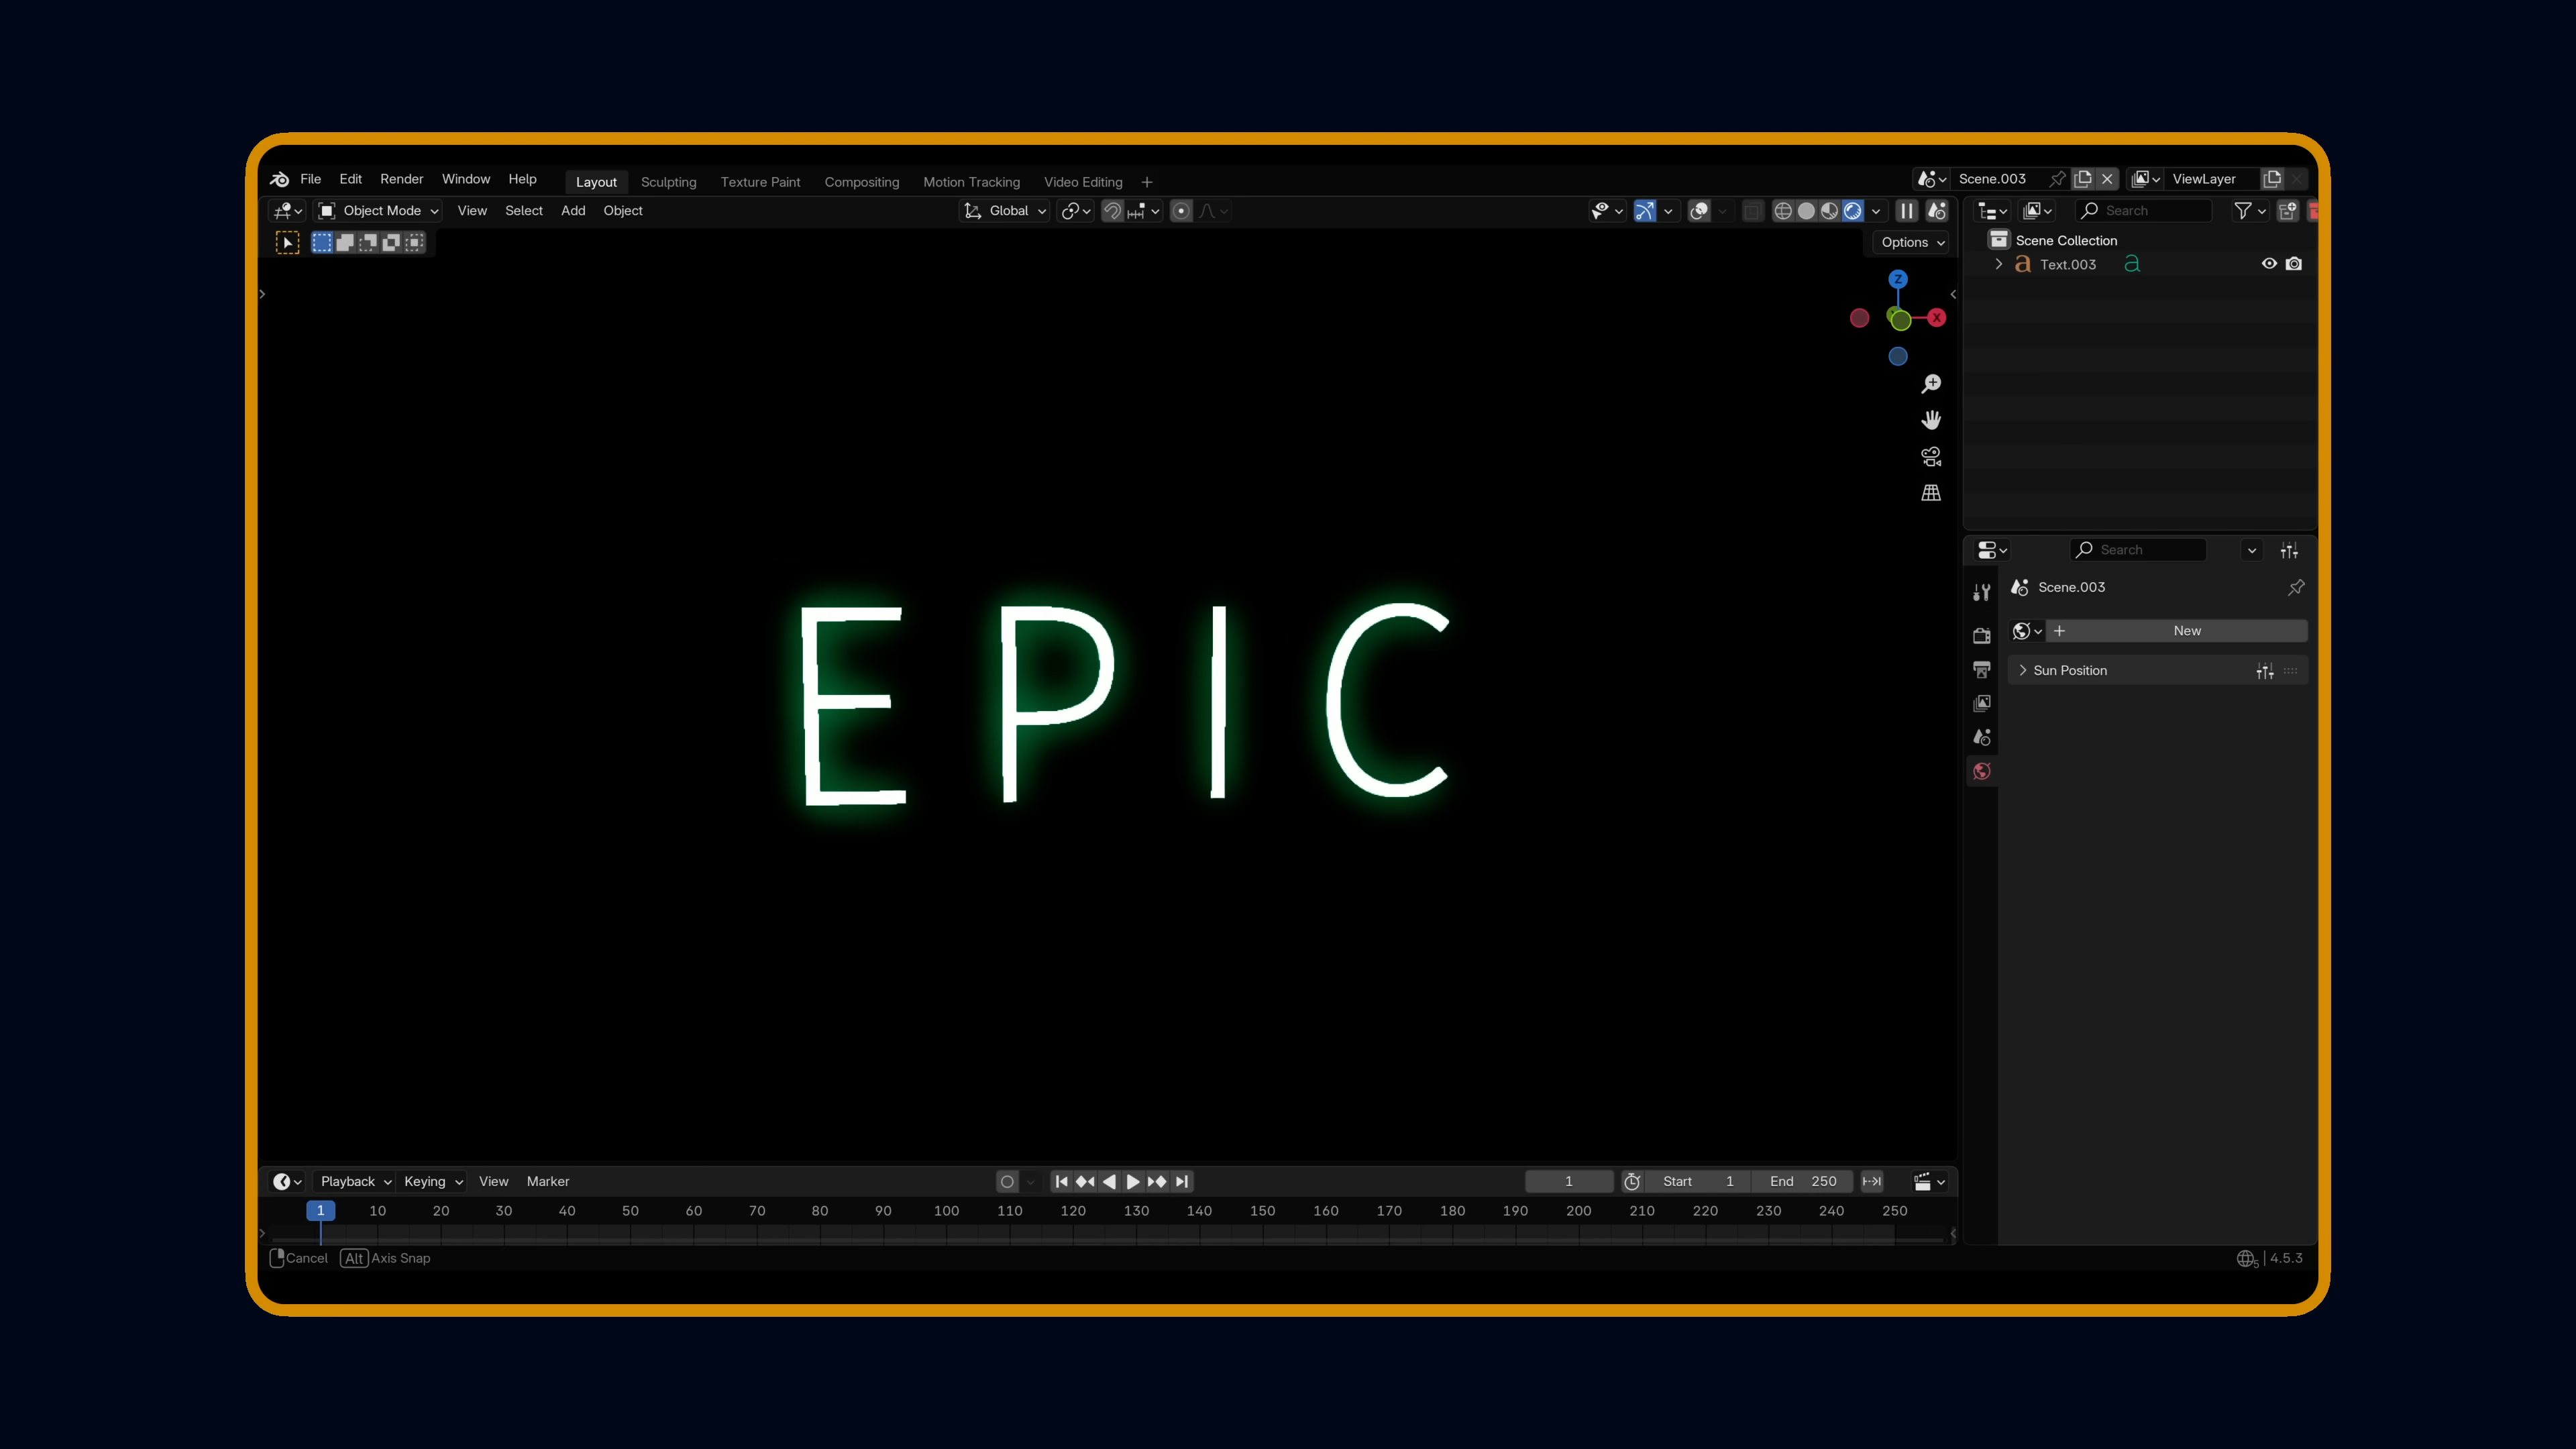 File Edit Render Window Help Layout Sculpting Texture Paint Compositing Motion Tracking Video Editing + Scene.003 ViewLayer
Object Mode View Select Add Object Global Search
Options
Scene Collection
Text.003
Z
X
Search
Scene.003
New
Sun Position
EPIC
Playback Keying View Marker 1 Start 1 End 250
1 10 20 30 40 50 60 70 80 90 100 110 120 130 140 150 160 170 180 190 200 210 220 230 240 250
Cancel Alt Axis Snap 5 4.5.3